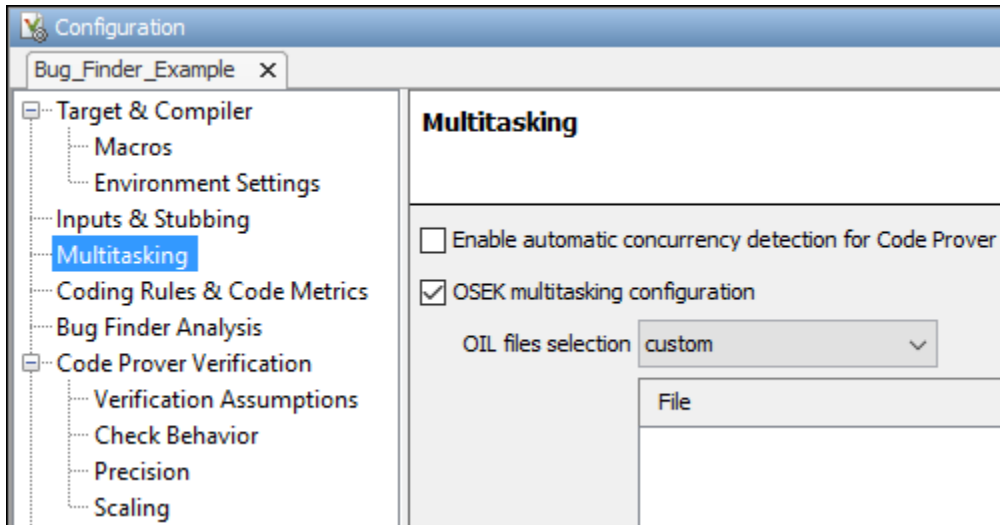 Configuration
Bug_Finder_Example X
Target & Compiler
Macros
Environment Settings
Inputs & Stubbing
Multitasking
Coding Rules & Code Metrics
Bug Finder Analysis
Code Prover Verification
Verification Assumptions
Check Behavior
Precision
Scaling
Multitasking
Enable automatic concurrency detection for Code Prover
OSEK multitasking configuration
OIL files selection custom
File